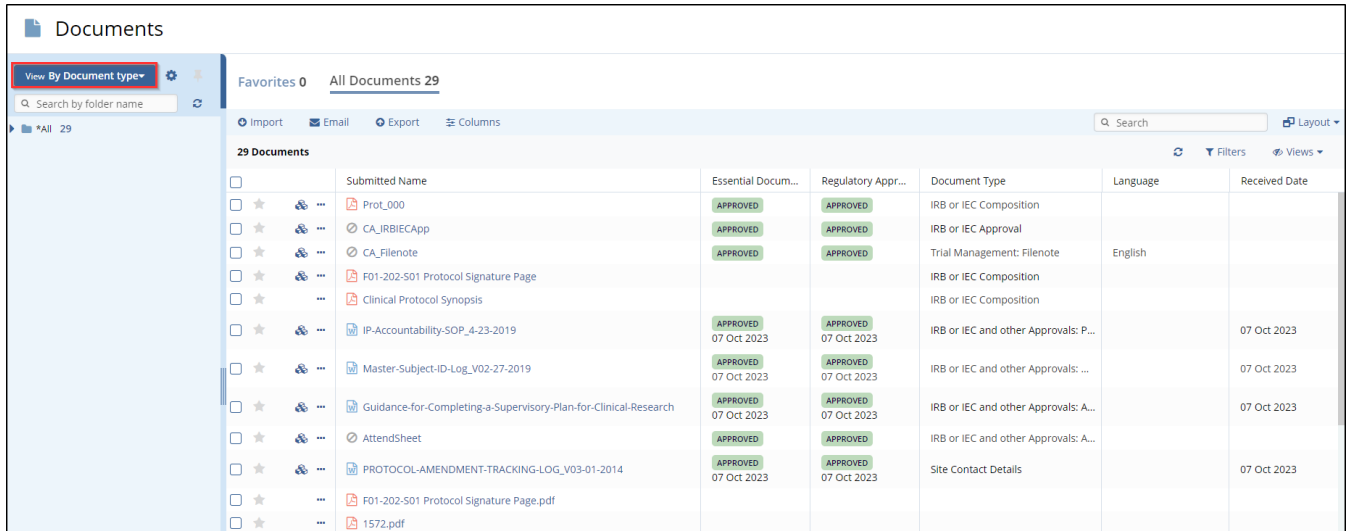 Documents
View By Document type
Search by folder name
*All 29
Favorites 0 All Documents 29
Import Email Export Columns Search Layout
29 Documents Filters Views
Submitted Name Essential Docum... Regulatory Appr... Document Type Language Received Date
Prot_000 APPROVED APPROVED IRB or IEC Composition
CA_IRBIECApp APPROVED APPROVED IRB or IEC Approval
CA_Filenote APPROVED APPROVED Trial Management: Filenote English
F01-202-S01 Protocol Signature Page IRB or IEC Composition
Clinical Protocol Synopsis IRB or IEC Composition
IP-Accountability-SOP_4-23-2019 APPROVED 07 Oct 2023 APPROVED 07 Oct 2023 IRB or IEC and other Approvals: P... 07 Oct 2023
Master-Subject-ID-Log_V02-27-2019 APPROVED 07 Oct 2023 APPROVED 07 Oct 2023 IRB or IEC and other Approvals: ... 07 Oct 2023
Guidance-for-Completing-a-Supervisory-Plan-for-Clinical-Research APPROVED 07 Oct 2023 APPROVED 07 Oct 2023 IRB or IEC and other Approvals: A... 07 Oct 2023
AttendSheet APPROVED APPROVED IRB or IEC and other Approvals: A...
PROTOCOL-AMENDMENT-TRACKING-LOG_V03-01-2014 APPROVED 07 Oct 2023 APPROVED 07 Oct 2023 Site Contact Details 07 Oct 2023
F01-202-S01 Protocol Signature Page.pdf
1572.pdf